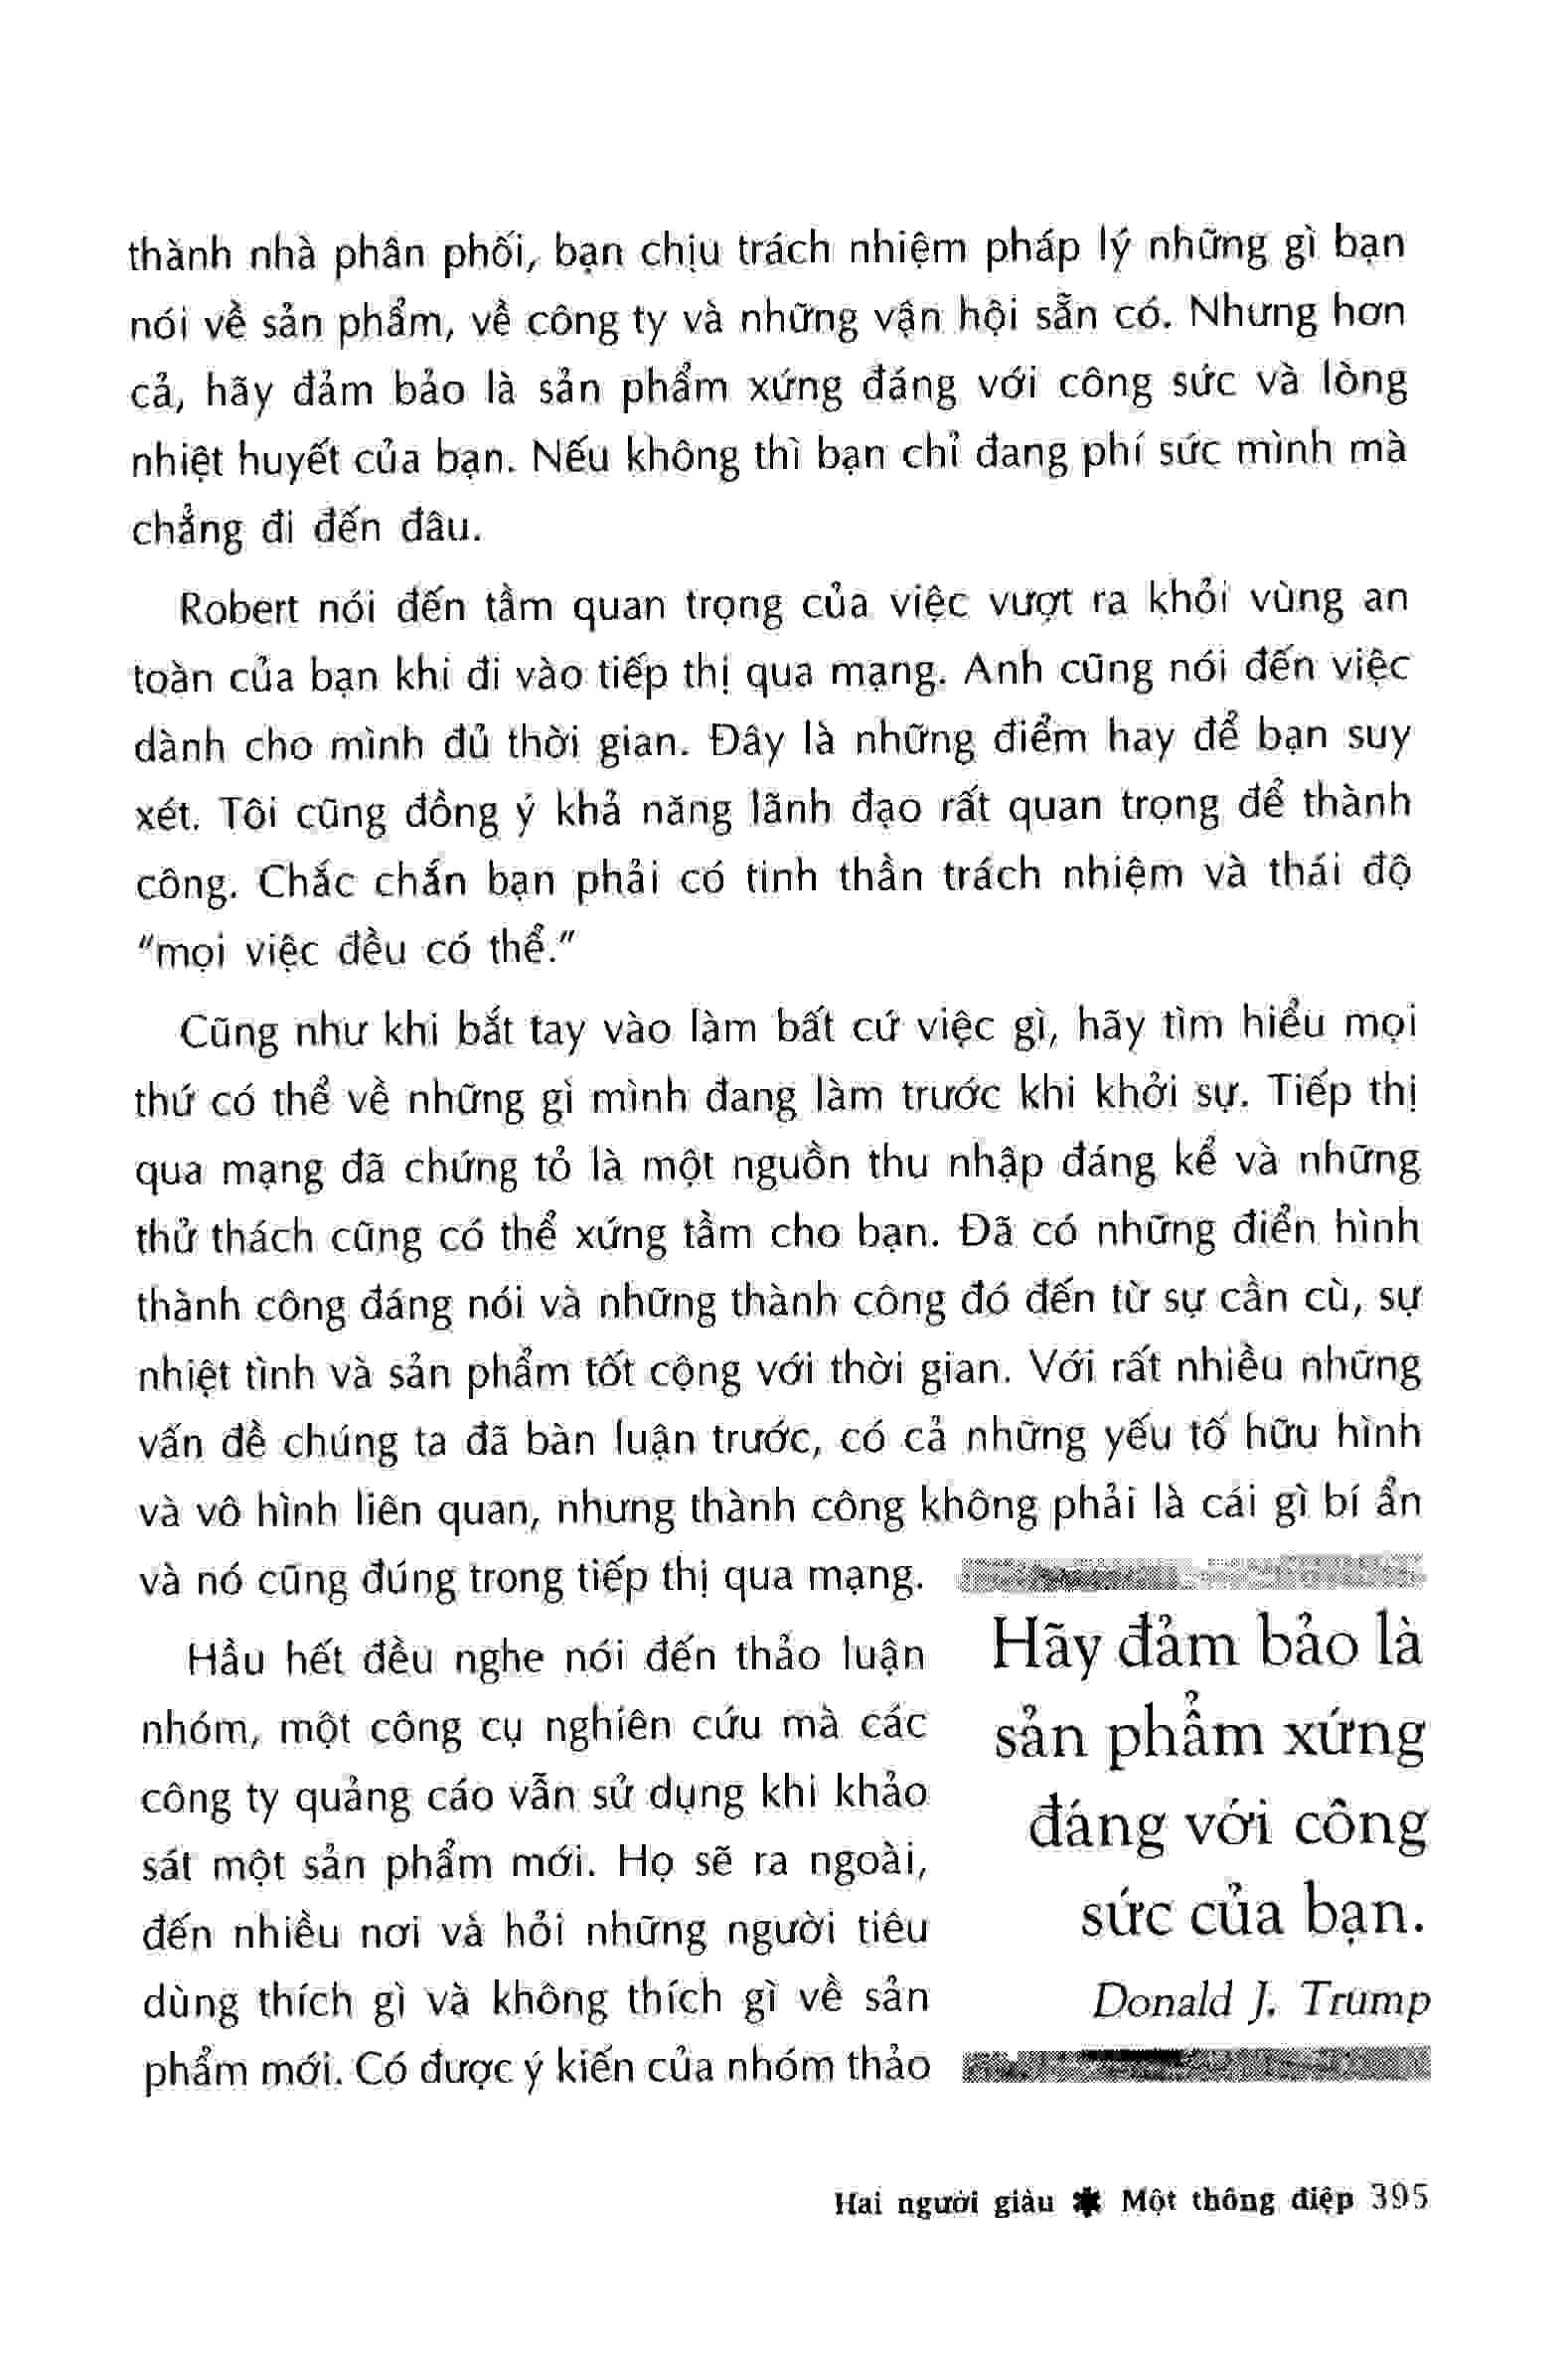 thành nhà phân phối, bạn chịu trách nhiệm pháp lý những gì bạn
nói về sản phẩm, về công ty và những vận hội sẵn có. Nhưng hơn
cả, hãy đảm bảo là sản phẩm xứng đáng với công sức và lòng
nhiệt huyết của bạn. Nếu không thì bạn chỉ đang phí sức mình mà
chẳng đi đến đâu.
Robert nói đến tầm quan trọng của việc vượt ra khỏi vùng an
toàn của bạn khi đi vào tiếp thị qua mạng. Anh cũng nói đến việc
dành cho mình đủ thời gian. Đây là những điểm hay để bạn suy
xét. Tôi cũng đồng ý khả năng lãnh đạo rất quan trọng để thành
công. Chắc chắn bạn phải có tinh thần trách nhiệm và thái độ
“mọi việc đều có thể.”
Cũng như khi bắt tay vào làm bất cứ việc gì, hãy tìm hiểu mọi
thứ có thể về những gì mình đang làm trước khi khởi sự. Tiếp thị
qua mạng đã chứng tỏ là một nguồn thu nhập đáng kể và những
thử thách cũng có thể xứng tầm cho bạn. Đã có những điển hình
thành công đáng nói và những thành công đó đến từ sự cần cù, sự
nhiệt tình và sản phẩm tốt cộng với thời gian. Với rất nhiều những
vấn đề chúng ta đã bàn luận trước, có cả những yếu tố hữu hình
và vô hình liên quan, nhưng thành công không phải là cái gì bí ẩn
và nó cũng đúng trong tiếp thị qua mạng.
Hầu hết đều nghe nói đến thảo luận
nhóm, một công cụ nghiên cứu mà các
công ty quảng cáo vẫn sử dụng khi khảo
sát một sản phẩm mới. Họ sẽ ra ngoài,
đến nhiều nơi và hỏi những người tiêu
dùng thích gì và không thích gì về sản
phẩm mới. Có được ý kiến của nhóm thảo
Hãy đảm bảo là
sản phẩm xứng
đáng với công
sức của bạn.
Donald J. Trump
Hai người giàu ✱ Một thông điệp 395